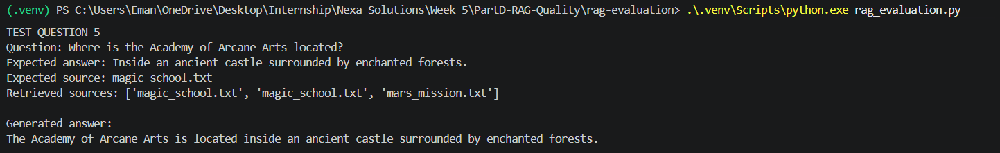 (.venv) PS C:\Users\Eman\OneDrive\Desktop\Internship\Nexa Solutions\Week 5\PartD-RAG-Quality\rag-evaluation> .\.venv\Scripts\python.exe rag_evaluation.py
TEST QUESTION 5
Question: Where is the Academy of Arcane Arts located?
Expected answer: Inside an ancient castle surrounded by enchanted forests.
Expected source: magic_school.txt
Retrieved sources: ['magic_school.txt', 'magic_school.txt', 'mars_mission.txt']
Generated answer:
The Academy of Arcane Arts is located inside an ancient castle surrounded by enchanted forests.